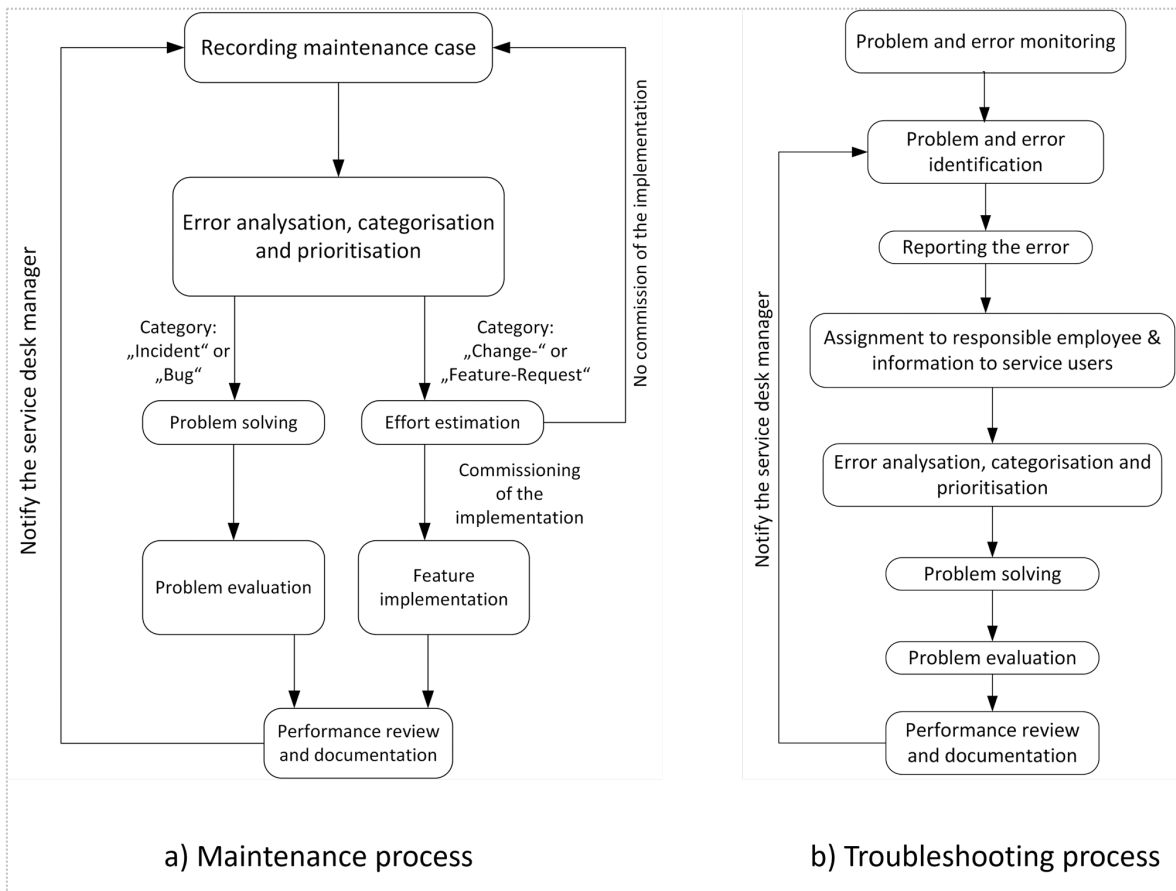 Recording maintenance case
Error analysation, categorisation
and prioritisation
Category:
„Incident“ or
„Bug“
Category:
„Change-“ or
„Feature-Request“
No commission of the implementation
Problem solving
Effort estimation
Commissioning
of the
implementation
Problem evaluation
Feature
implementation
Performance review
and documentation
Notify the service desk manager
a) Maintenance process
Problem and error monitoring
Problem and error
identification
Reporting the error
Assignment to responsible employee &
information to service users
Error analysation, categorisation and
prioritisation
Problem solving
Problem evaluation
Performance review
and documentation
Notify the service desk manager
b) Troubleshooting process